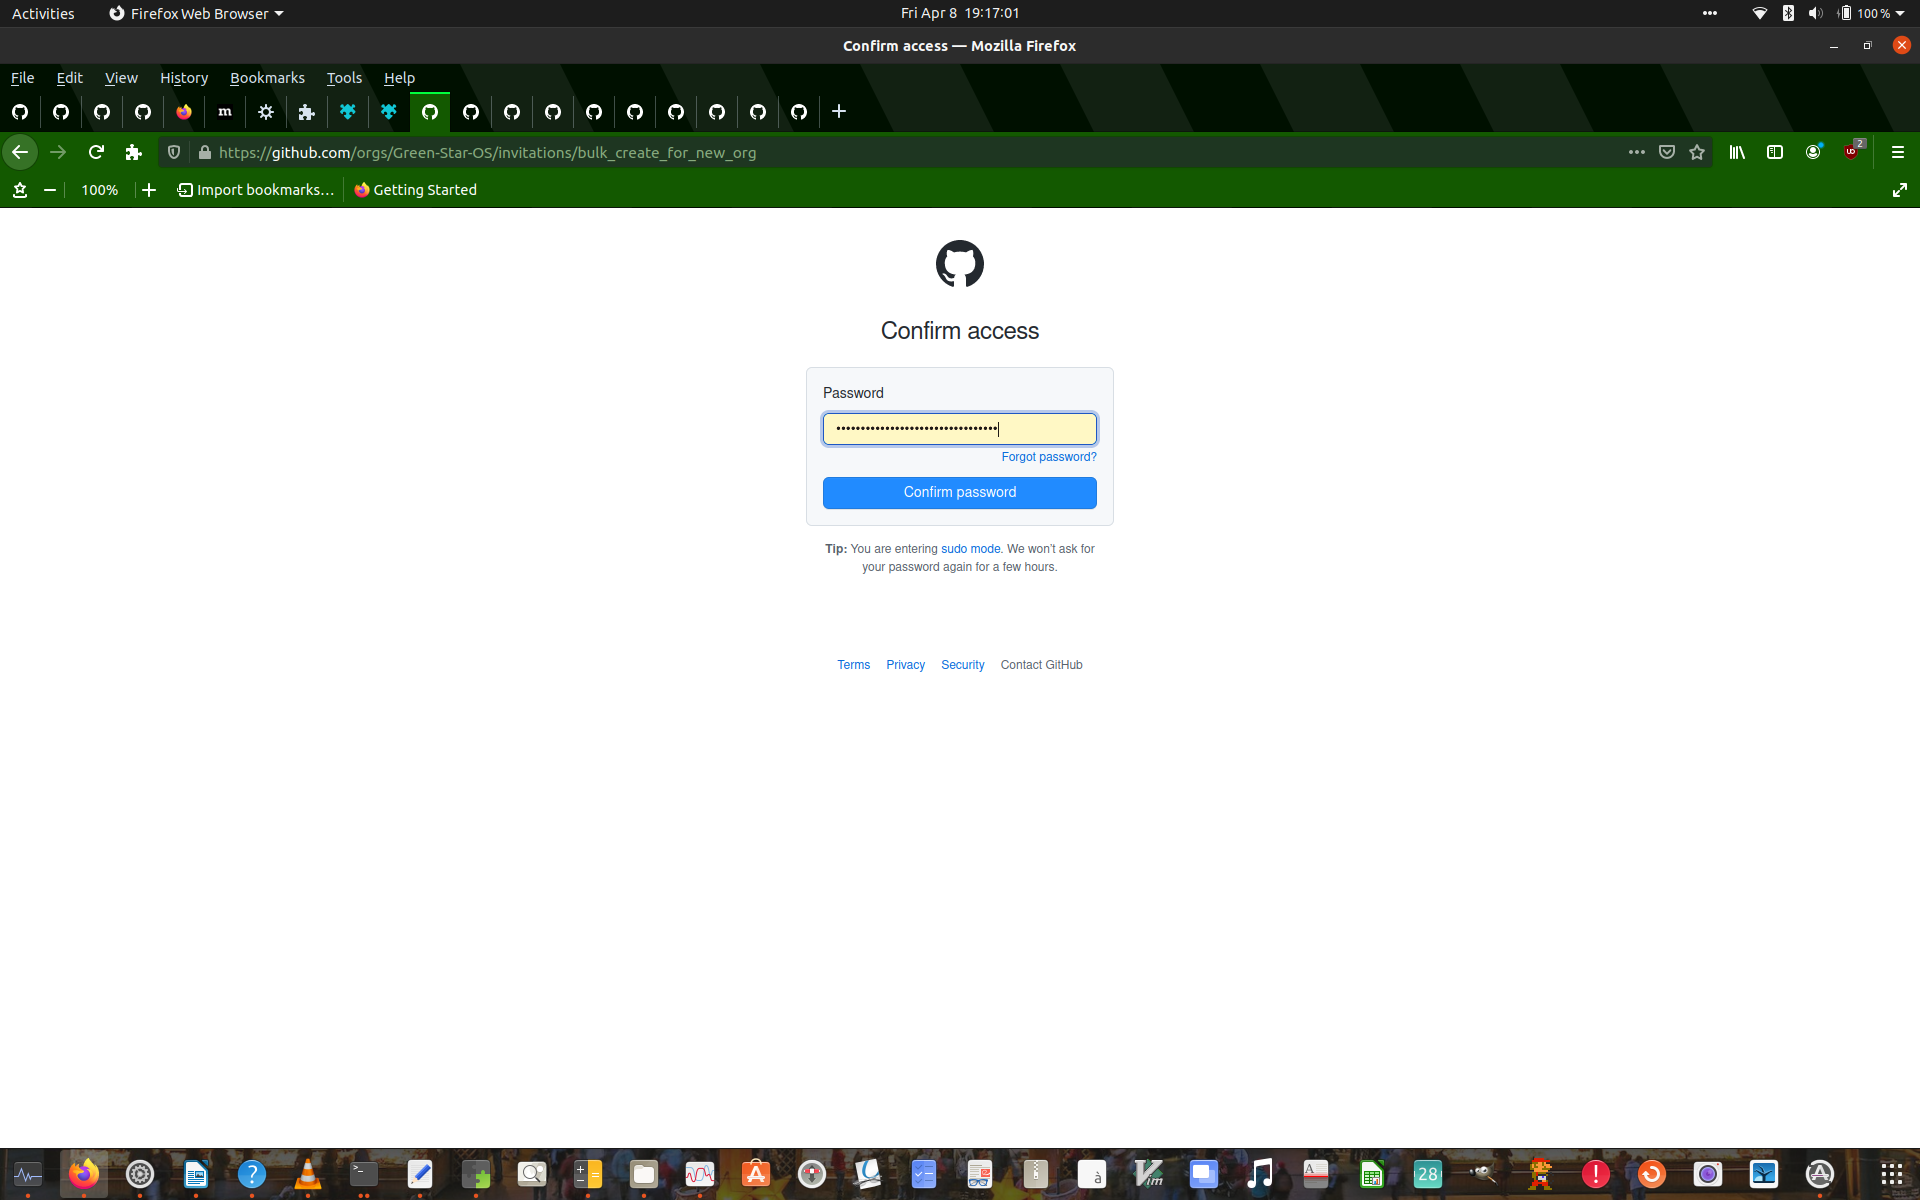 Activities
Firefox Web Browser
Fri Apr 8 19:17:01
100 %
Confirm access — Mozilla Firefox
File Edit View History Bookmarks Tools Help
m
https://github.com/orgs/Green-Star-OS/invitations/bulk_create_for_new_org
2
100%
Import bookmarks…
Getting Started
Confirm access
Password
Forgot password?
Confirm password
Tip: You are entering sudo mode. We won't ask for
your password again for a few hours.
Terms Privacy Security Contact GitHub
28